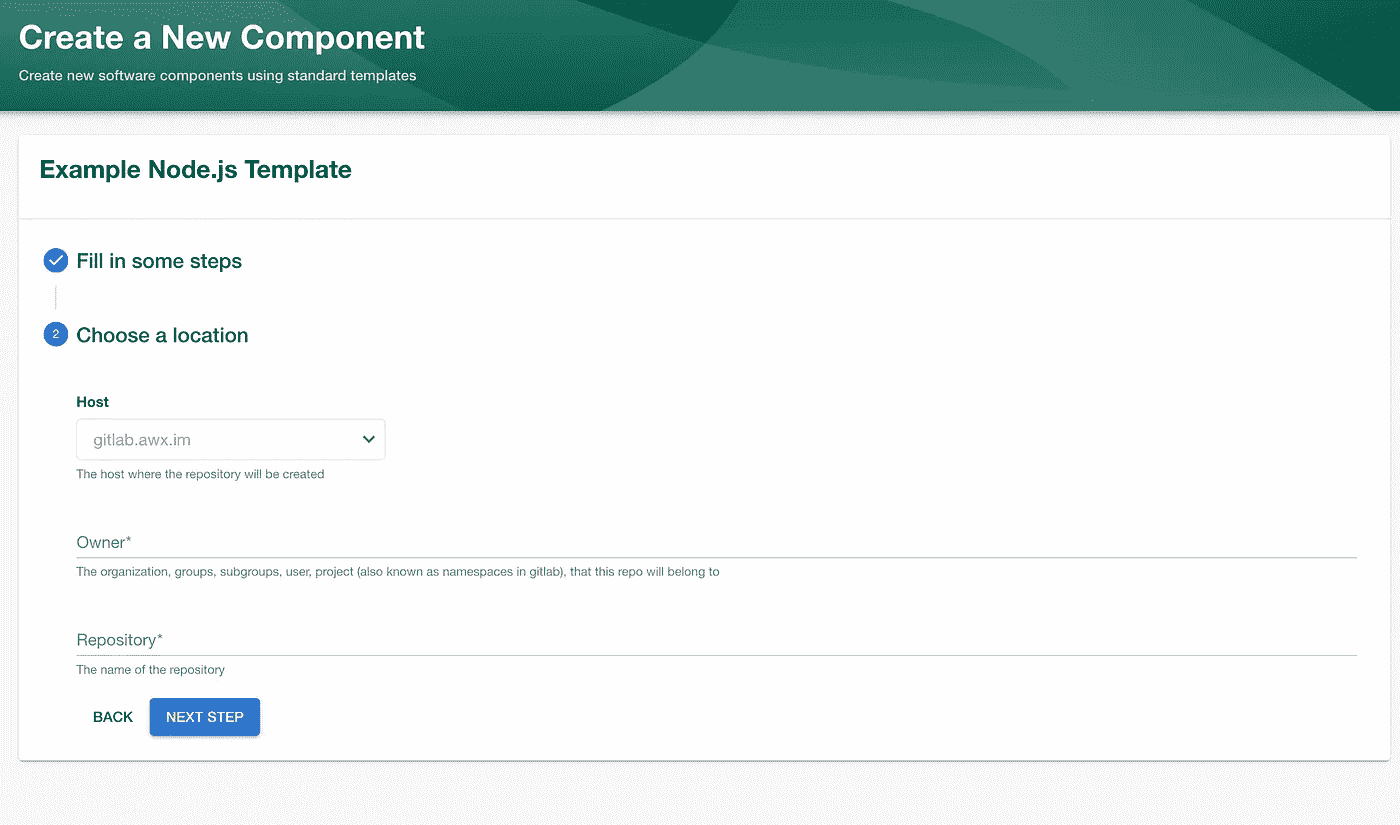 Create a New Component
Create new software components using standard templates
Example Node.js Template
Fill in some steps
2 Choose a location
Host
gitlab.awx.im
The host where the repository will be created
Owner*
The organization, groups, subgroups, user, project (also known as namespaces in gitlab), that this repo will belong to
Repository*
The name of the repository
BACK NEXT STEP